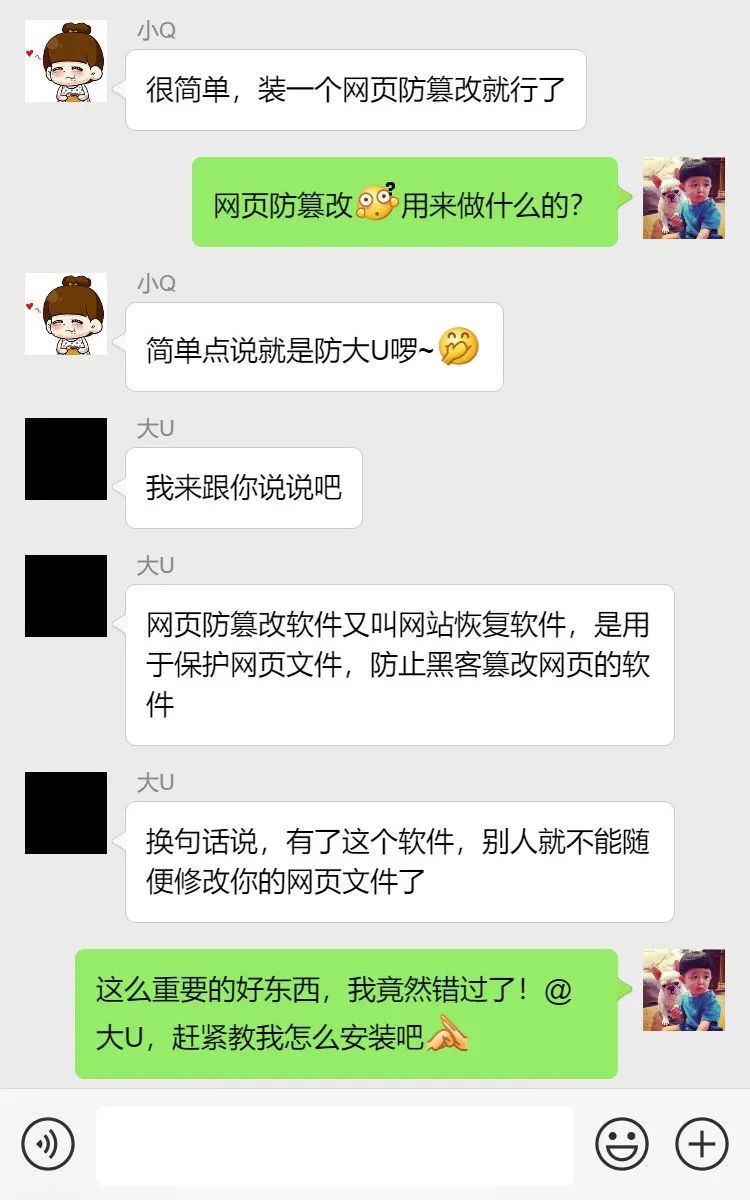 小Q
很简单，装一个网页防篡改就行了
网页防篡改用来做什么的?
小Q
简单点说就是防大U啰~
大U
我来跟你说说吧
大U
网页防篡改软件又叫网站恢复软件，是用
于保护网页文件，防止黑客篡改网页的软
件
大U
换句话说，有了这个软件，别人就不能随
便修改你的网页文件了
这么重要的好东西，我竟然错过了！@
大U，赶紧教我怎么安装吧